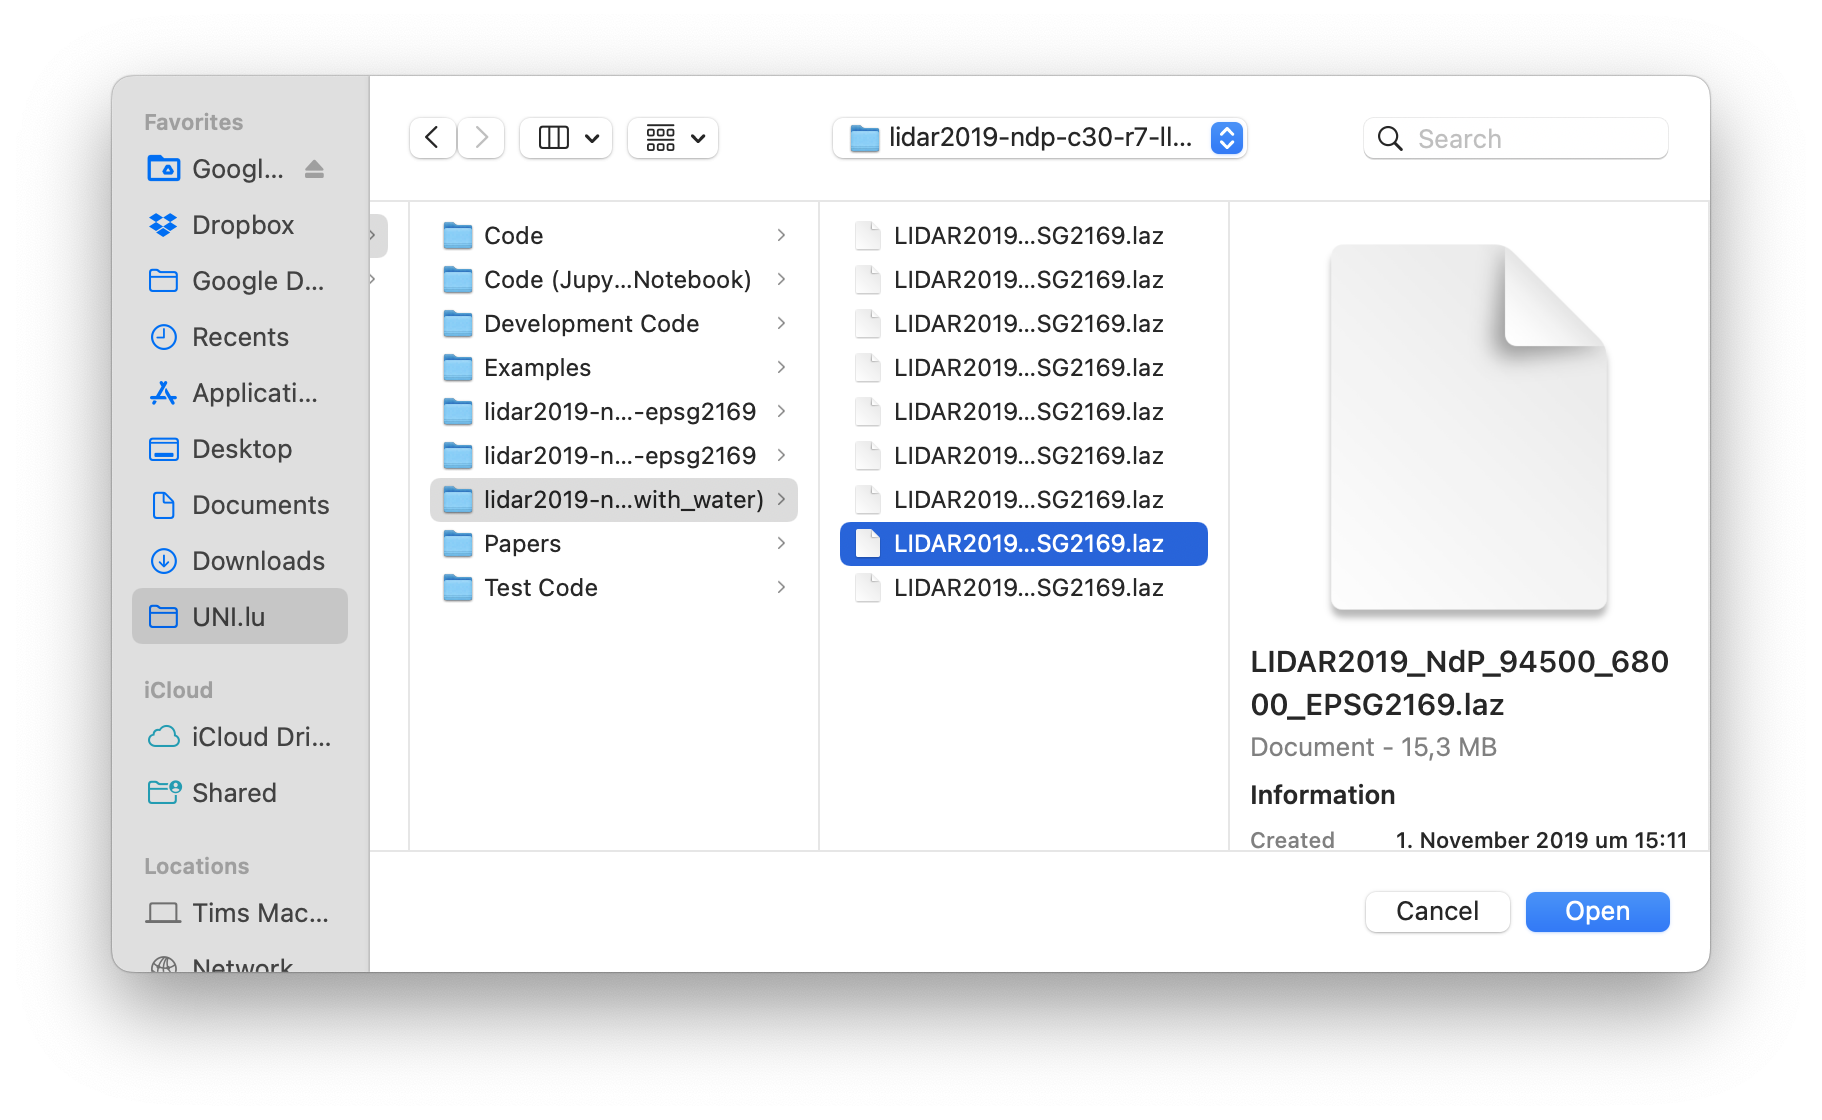 Favorites
Googl...
Dropbox
Google D...
Recents
Applicati...
Desktop
Documents
Downloads
UNI.lu
iCloud
iCloud Dri...
Shared
Locations
Tims Mac...
Network
lidar2019-ndp-c30-r7-ll...
Search
Code
Code (Jupy...Notebook)
Development Code
Examples
lidar2019-n...-epsg2169
lidar2019-n...-epsg2169
lidar2019-n...with_water)
Papers
Test Code
LIDAR2019...SG2169.laz
LIDAR2019...SG2169.laz
LIDAR2019...SG2169.laz
LIDAR2019...SG2169.laz
LIDAR2019...SG2169.laz
LIDAR2019...SG2169.laz
LIDAR2019...SG2169.laz
LIDAR2019...SG2169.laz
LIDAR2019...SG2169.laz
LIDAR2019_NdP_94500_680
00_EPSG2169.laz
Document - 15,3 MB
Information
Created 1. November 2019 um 15:11
Cancel Open